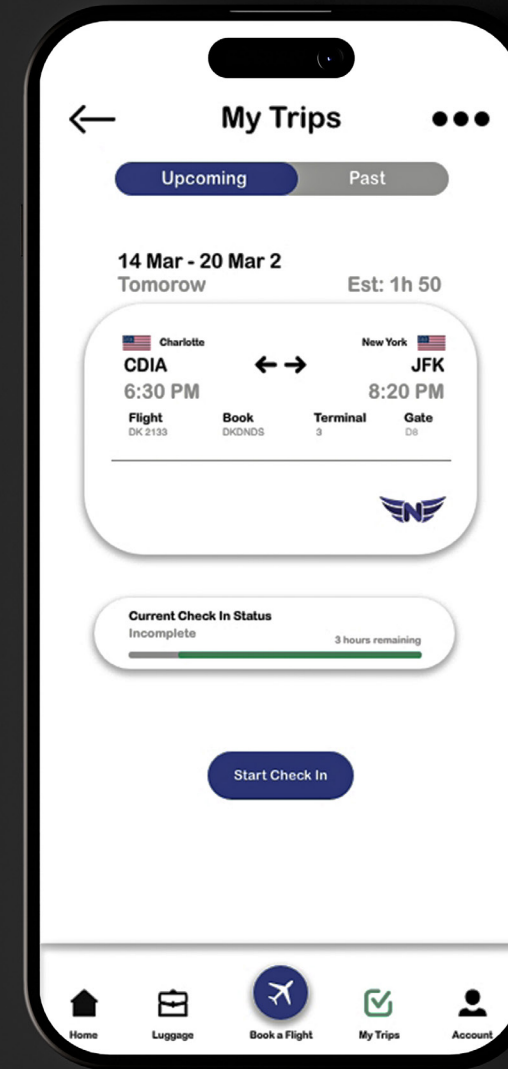 My Trips
Upcoming Past
14 Mar - 20 Mar 2
Tomorow Est: 1h 50
Charlotte New York
CDIA JFK
6:30 PM 8:20 PM
Flight Book Terminal Gate
DK 2133 DKDNDS 3 D8
N
Current Check In Status
Incomplete 3 hours remaining
Start Check In
Home Luggage Book a Flight My Trips Account